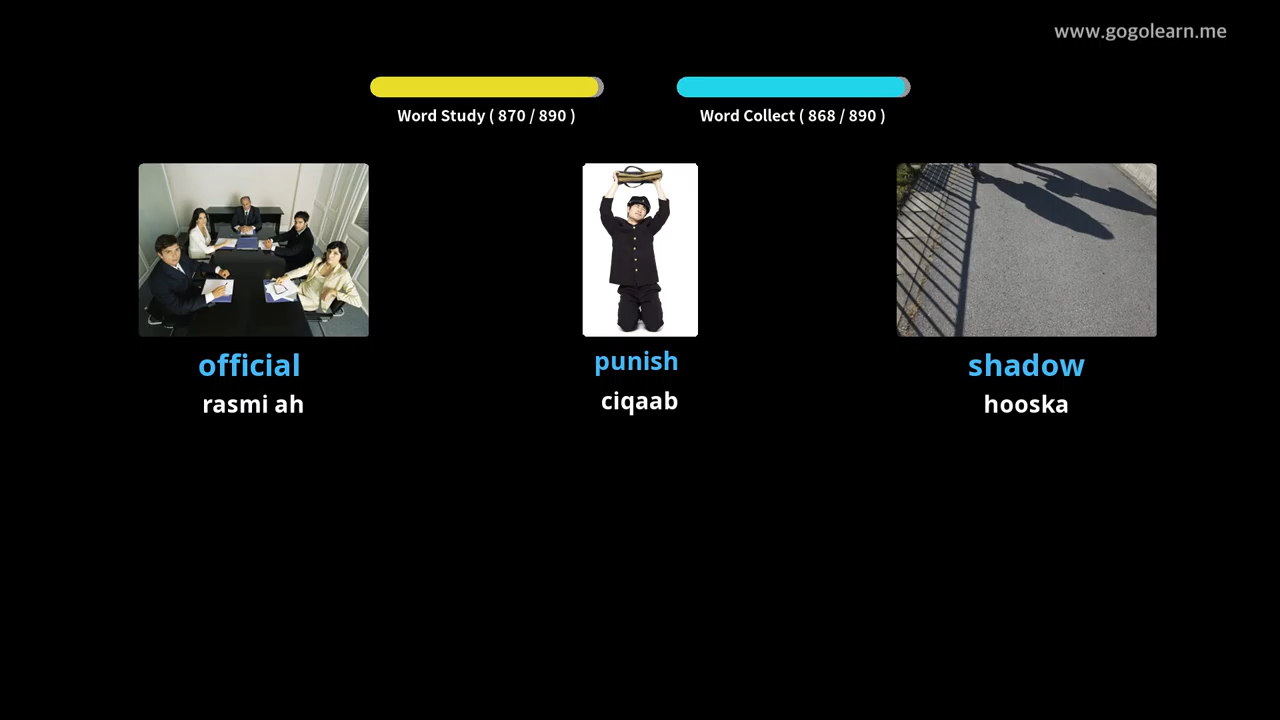 www.gogolearn.me
Word Study ( 870 / 890 )
Word Collect ( 868 / 890 )
official
rasmi ah
punish
ciqaab
shadow
hooska